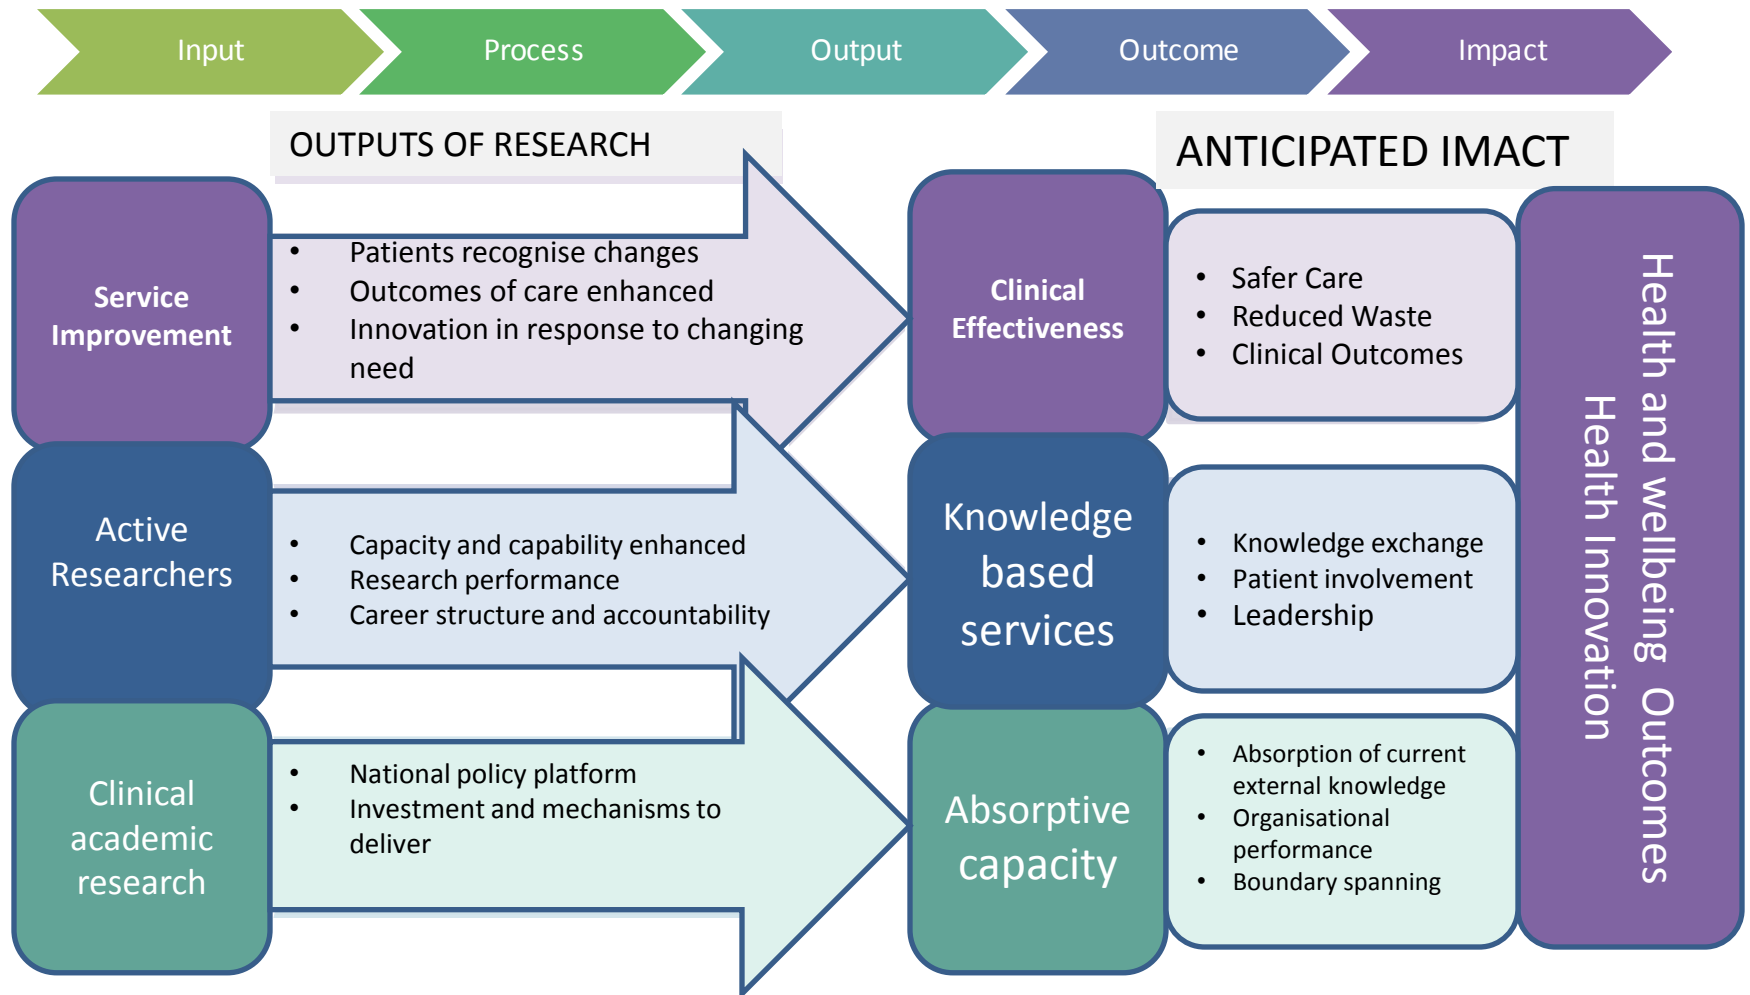 Input
Process
Output
Outcome
Impact
OUTPUTS OF RESEARCH
ANTICIPATED IMACT
Service
Improvement
• Patients recognise changes
• Outcomes of care enhanced
• Innovation in response to changing
need
Clinical
Effectiveness
• Safer Care
• Reduced Waste
• Clinical Outcomes
Active
Researchers
• Capacity and capability enhanced
• Research performance
• Career structure and accountability
Knowledge
based
services
• Knowledge exchange
• Patient involvement
• Leadership
Clinical
academic
research
• National policy platform
• Investment and mechanisms to
deliver
Absorptive
capacity
• Absorption of current
external knowledge
• Organisational
performance
• Boundary spanning
Health and wellbeing Outcomes
Health Innovation